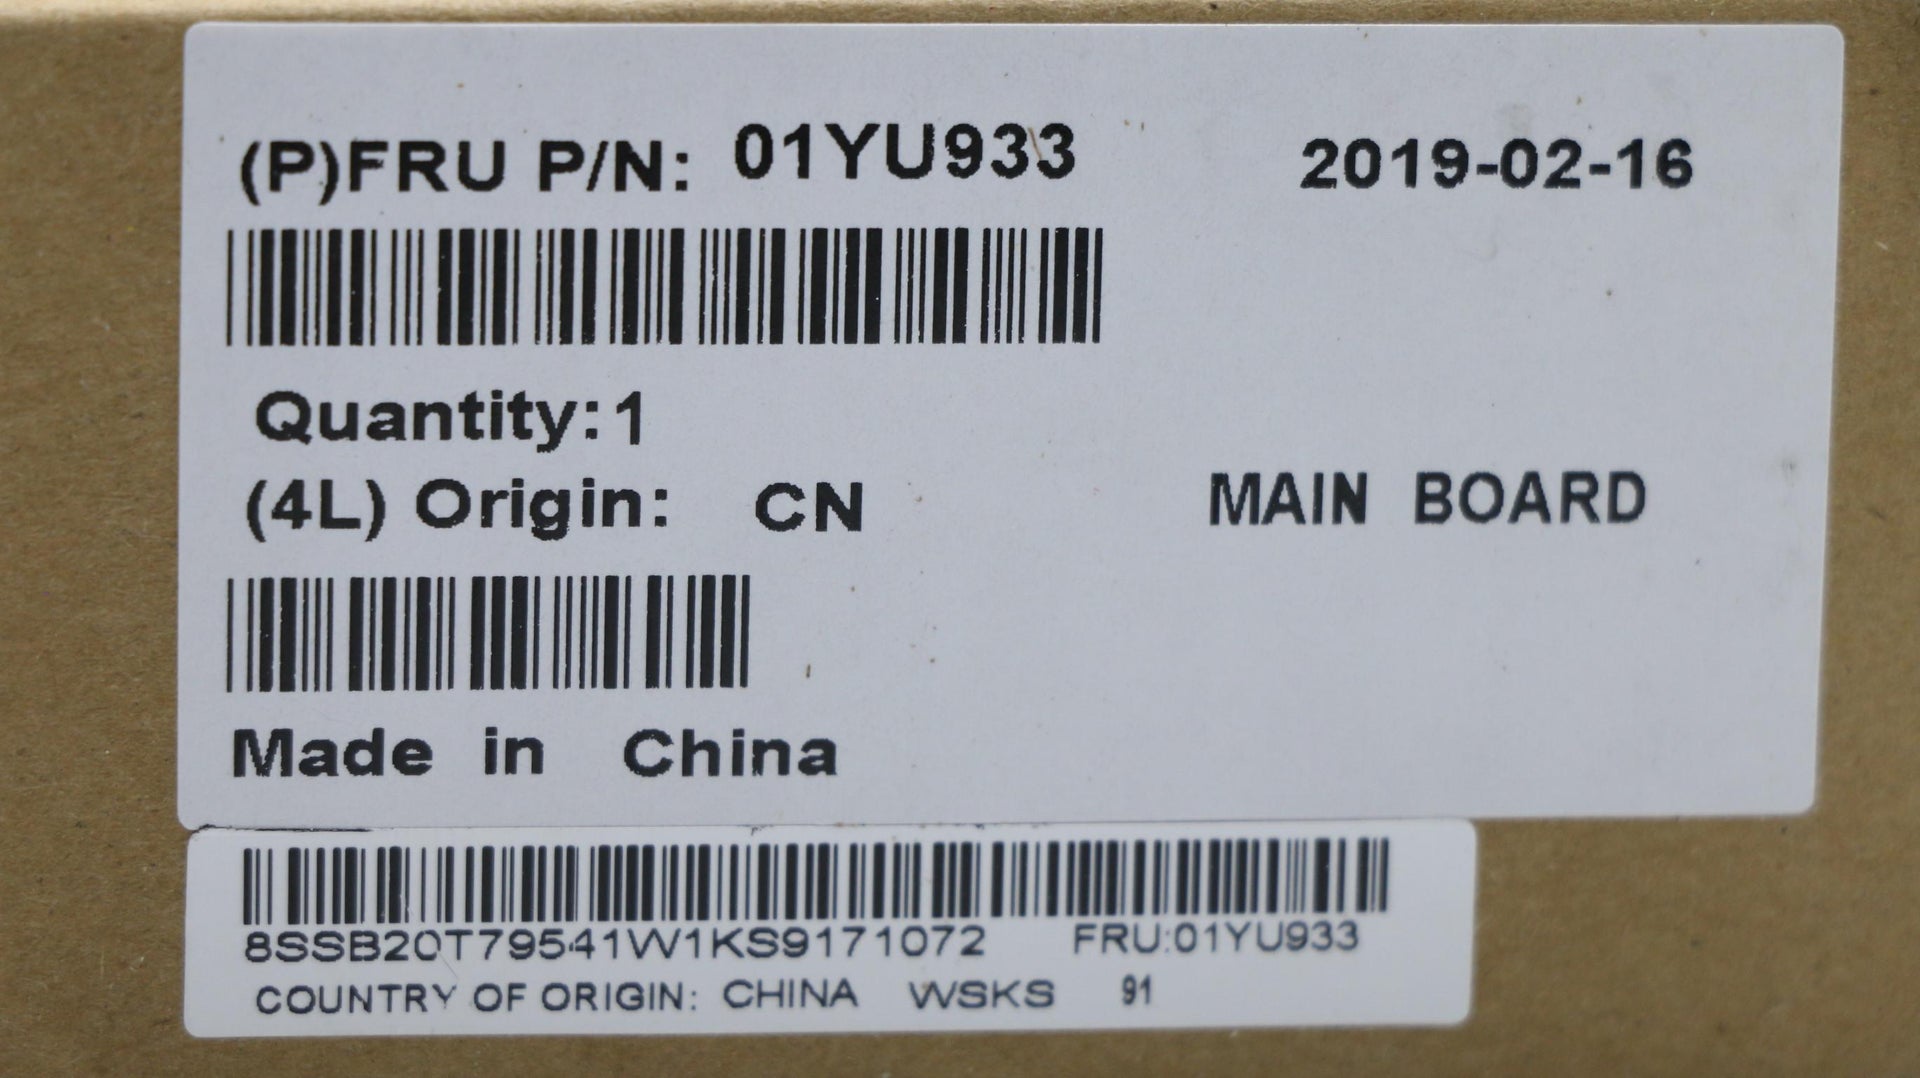 (P)FRU P/N: 01YU933 2019-02-16
Quantity:1
(4L) Origin: CN MAIN BOARD
Made in China
8SSB20T79541W1KS9171072 FRU:01YU933
COUNTRY OF ORIGIN: CHINA WSKS 91